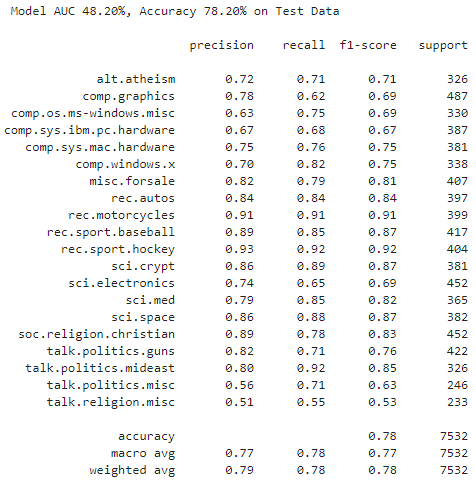 Model AUC 48.20%, Accuracy 78.20% on Test Data
precision recall f1-score support
alt.atheism 0.72 0.71 0.71 326
comp.graphics 0.78 0.62 0.69 487
comp.os.ms-windows.misc 0.63 0.75 0.69 330
comp.sys.ibm.pc.hardware 0.67 0.68 0.67 387
comp.sys.mac.hardware 0.75 0.76 0.75 381
comp.windows.x 0.70 0.82 0.75 338
misc.forsale 0.82 0.79 0.81 407
rec.autos 0.84 0.84 0.84 397
rec.motorcycles 0.91 0.91 0.91 399
rec.sport.baseball 0.89 0.85 0.87 417
rec.sport.hockey 0.93 0.92 0.92 404
sci.crypt 0.86 0.89 0.87 381
sci.electronics 0.74 0.65 0.69 452
sci.med 0.79 0.85 0.82 365
sci.space 0.86 0.88 0.87 382
soc.religion.christian 0.89 0.78 0.83 452
talk.politics.guns 0.82 0.71 0.76 422
talk.politics.mideast 0.80 0.92 0.85 326
talk.politics.misc 0.56 0.71 0.63 246
talk.religion.misc 0.51 0.55 0.53 233
accuracy 0.78 7532
macro avg 0.77 0.78 0.77 7532
weighted avg 0.79 0.78 0.78 7532